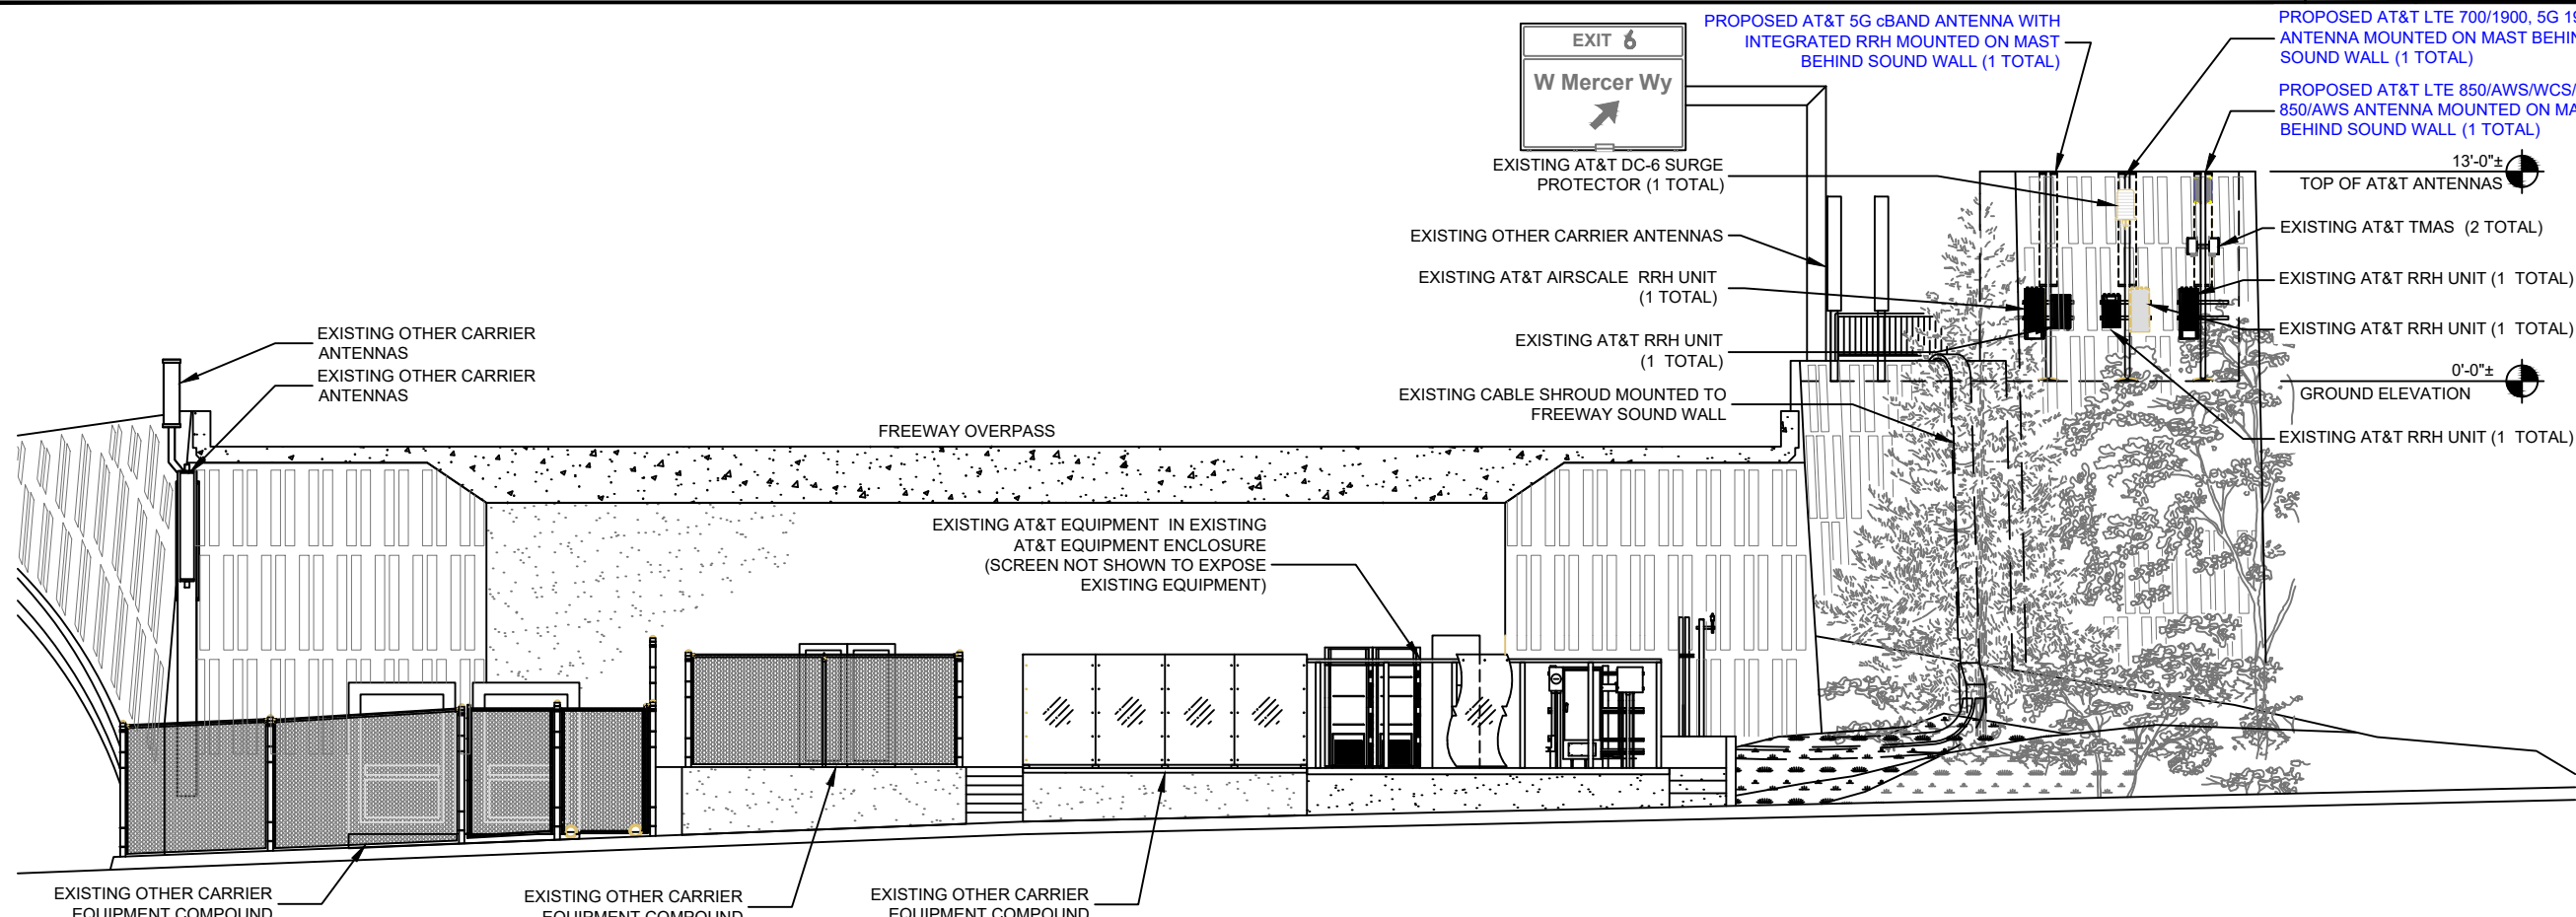 PROPOSED AT&T 5G cBAND ANTENNA WITH
INTEGRATED RRH MOUNTED ON MAST
BEHIND SOUND WALL (1 TOTAL)
PROPOSED AT&T LTE 700/1900, 5G
ANTENNA MOUNTED ON MAST
SOUND WALL (1 TOTAL)
PROPOSED AT&T LTE 850/AWS/WCS/
850/AWS ANTENNA MOUNTED ON
BEHIND SOUND WALL (1 TOTAL)
EXIT 6
W Mercer Wy
EXISTING AT&T DC-6 SURGE
PROTECTOR (1 TOTAL)
13'-0"±
TOP OF AT&T ANTENNAS
EXISTING OTHER CARRIER ANTENNAS
EXISTING AT&T TMAS (2 TOTAL)
EXISTING AT&T AIRSCALE RRH UNIT
(1 TOTAL)
EXISTING AT&T RRH UNIT (1 TOTAL)
EXISTING AT&T RRH UNIT
(1 TOTAL)
EXISTING AT&T RRH UNIT (1 TOTAL)
EXISTING OTHER CARRIER
ANTENNAS
EXISTING OTHER CARRIER
ANTENNAS
0'-0"±
GROUND ELEVATION
EXISTING CABLE SHROUD MOUNTED TO
FREEWAY SOUND WALL
FREEWAY OVERPASS
EXISTING AT&T RRH UNIT (1 TOTAL)
EXISTING AT&T EQUIPMENT IN EXISTING
AT&T EQUIPMENT ENCLOSURE
(SCREEN NOT SHOWN TO EXPOSE
EXISTING EQUIPMENT)
EXISTING OTHER CARRIER
EQUIPMENT COMPOUND
EXISTING OTHER CARRIER
EQUIPMENT COMPOUND
EXISTING OTHER CARRIER
EQUIPMENT COMPOUND